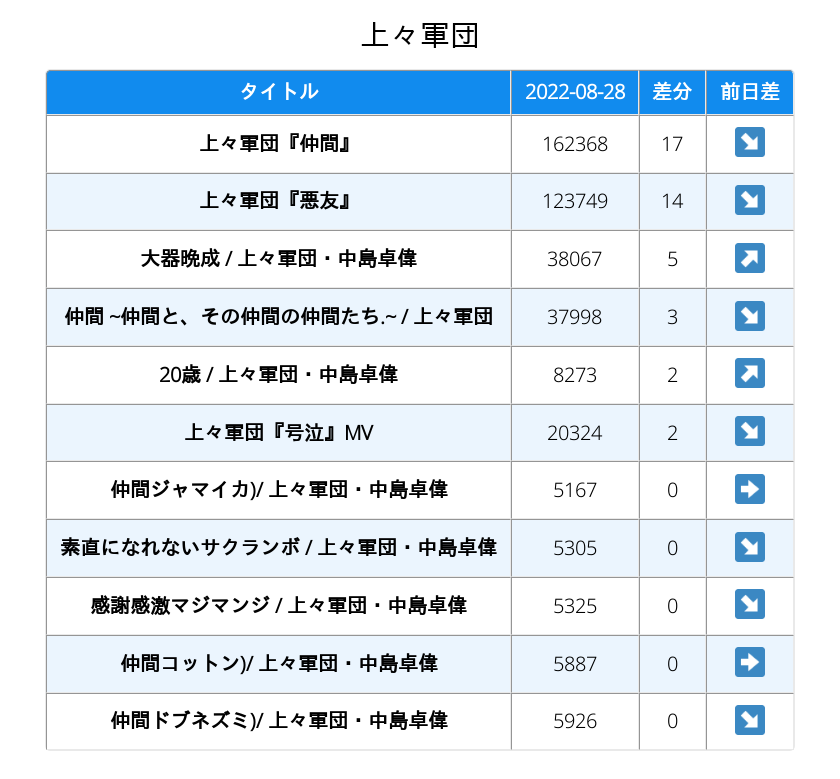 上々軍団
タイトル 2022-08-28 差分 前日差
上々軍団『仲間』 162368 17 ↘
上々軍団『悪友』 123749 14 ↘
大器晩成 / 上々軍団・中島卓偉 38067 5 ↗
仲間 ~仲間と、その仲間の仲間たち.~ / 上々軍団 37998 3 ↘
20歳 / 上々軍団・中島卓偉 8273 2 ↗
上々軍団『号泣』MV 20324 2 ↘
仲間ジャマイカ)/ 上々軍団・中島卓偉 5167 0 ➡
素直になれないサクランボ / 上々軍団・中島卓偉 5305 0 ↘
感謝感激マジマンジ / 上々軍団・中島卓偉 5325 0 ↘
仲間コットン)/ 上々軍団・中島卓偉 5887 0 ➡
仲間ドブネズミ)/ 上々軍団・中島卓偉 5926 0 ↘